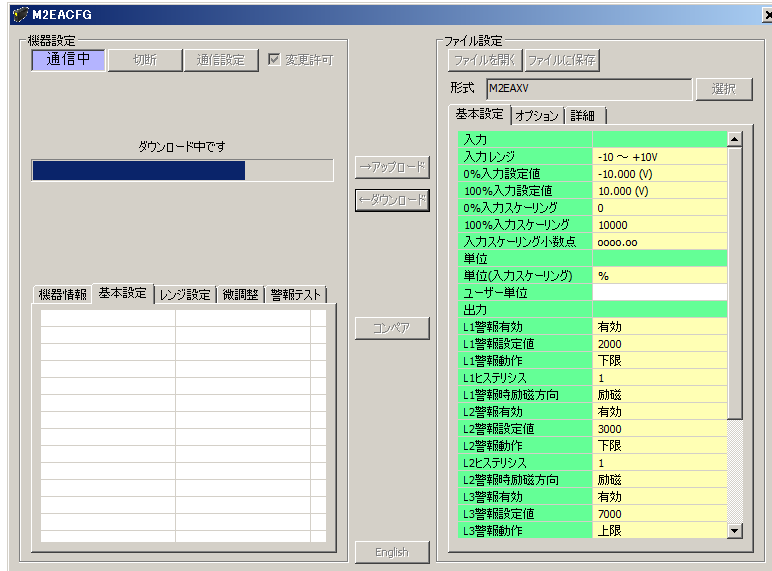 M2EACFG
機器設定
通信中
切断
通信設定
変更許可
ダウンロード中です
機器情報
基本設定
レンジ設定
微調整
警報テスト
→アップロード
←ダウンロード
コンペア
English
ファイル設定
ファイルを開く
ファイルに保存
形式 M2EAXV
選択
基本設定
オプション
詳細
入力
入力レンジ -10 ～ +10V
0%入力設定値 -10.000 (V)
100%入力設定値 10.000 (V)
0%入力スケーリング 0
100%入力スケーリング 10000
入力スケーリング小数点 oooo.oo
単位
単位(入力スケーリング) %
ユーザー単位
出力
L1警報有効 有効
L1警報設定値 2000
L1警報動作 下限
L1ヒステリシス 1
L1警報時励磁方向 励磁
L2警報有効 有効
L2警報設定値 3000
L2警報動作 下限
L2ヒステリシス 1
L2警報時励磁方向 励磁
L3警報有効 有効
L3警報設定値 7000
L3警報動作 上限